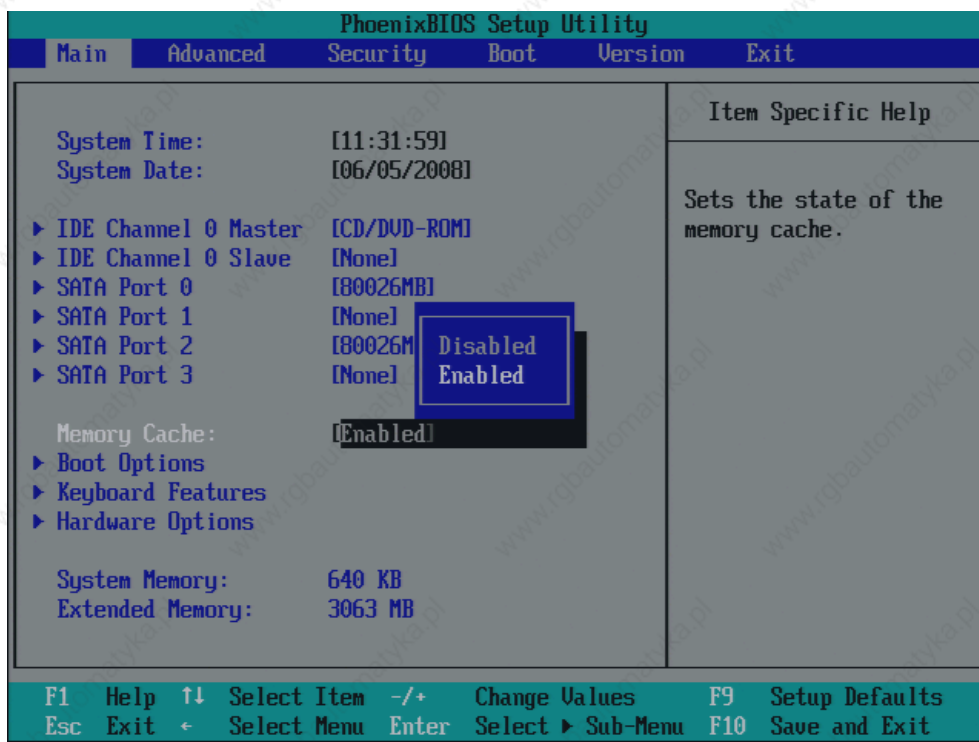 PhoenixBIOS Setup Utility
Main Advanced Security Boot Version Exit
Item Specific Help
System Time: [11:31:59]
System Date: [06/05/2008]
Sets the state of the
memory cache.
▶ IDE Channel 0 Master [CD/DVD-ROM]
▶ IDE Channel 0 Slave [None]
▶ SATA Port 0 [80026MB]
▶ SATA Port 1 [None]
▶ SATA Port 2 [80026M
▶ SATA Port 3 [None]
Disabled
Enabled
Memory Cache: [Enabled]
▶ Boot Options
▶ Keyboard Features
▶ Hardware Options
System Memory: 640 KB
Extended Memory: 3063 MB
F1 Help ↑↓ Select Item -/+ Change Values F9 Setup Defaults
Esc Exit ← Select Menu Enter Select ▶ Sub-Menu F10 Save and Exit
www.rgbautomatyka.pl